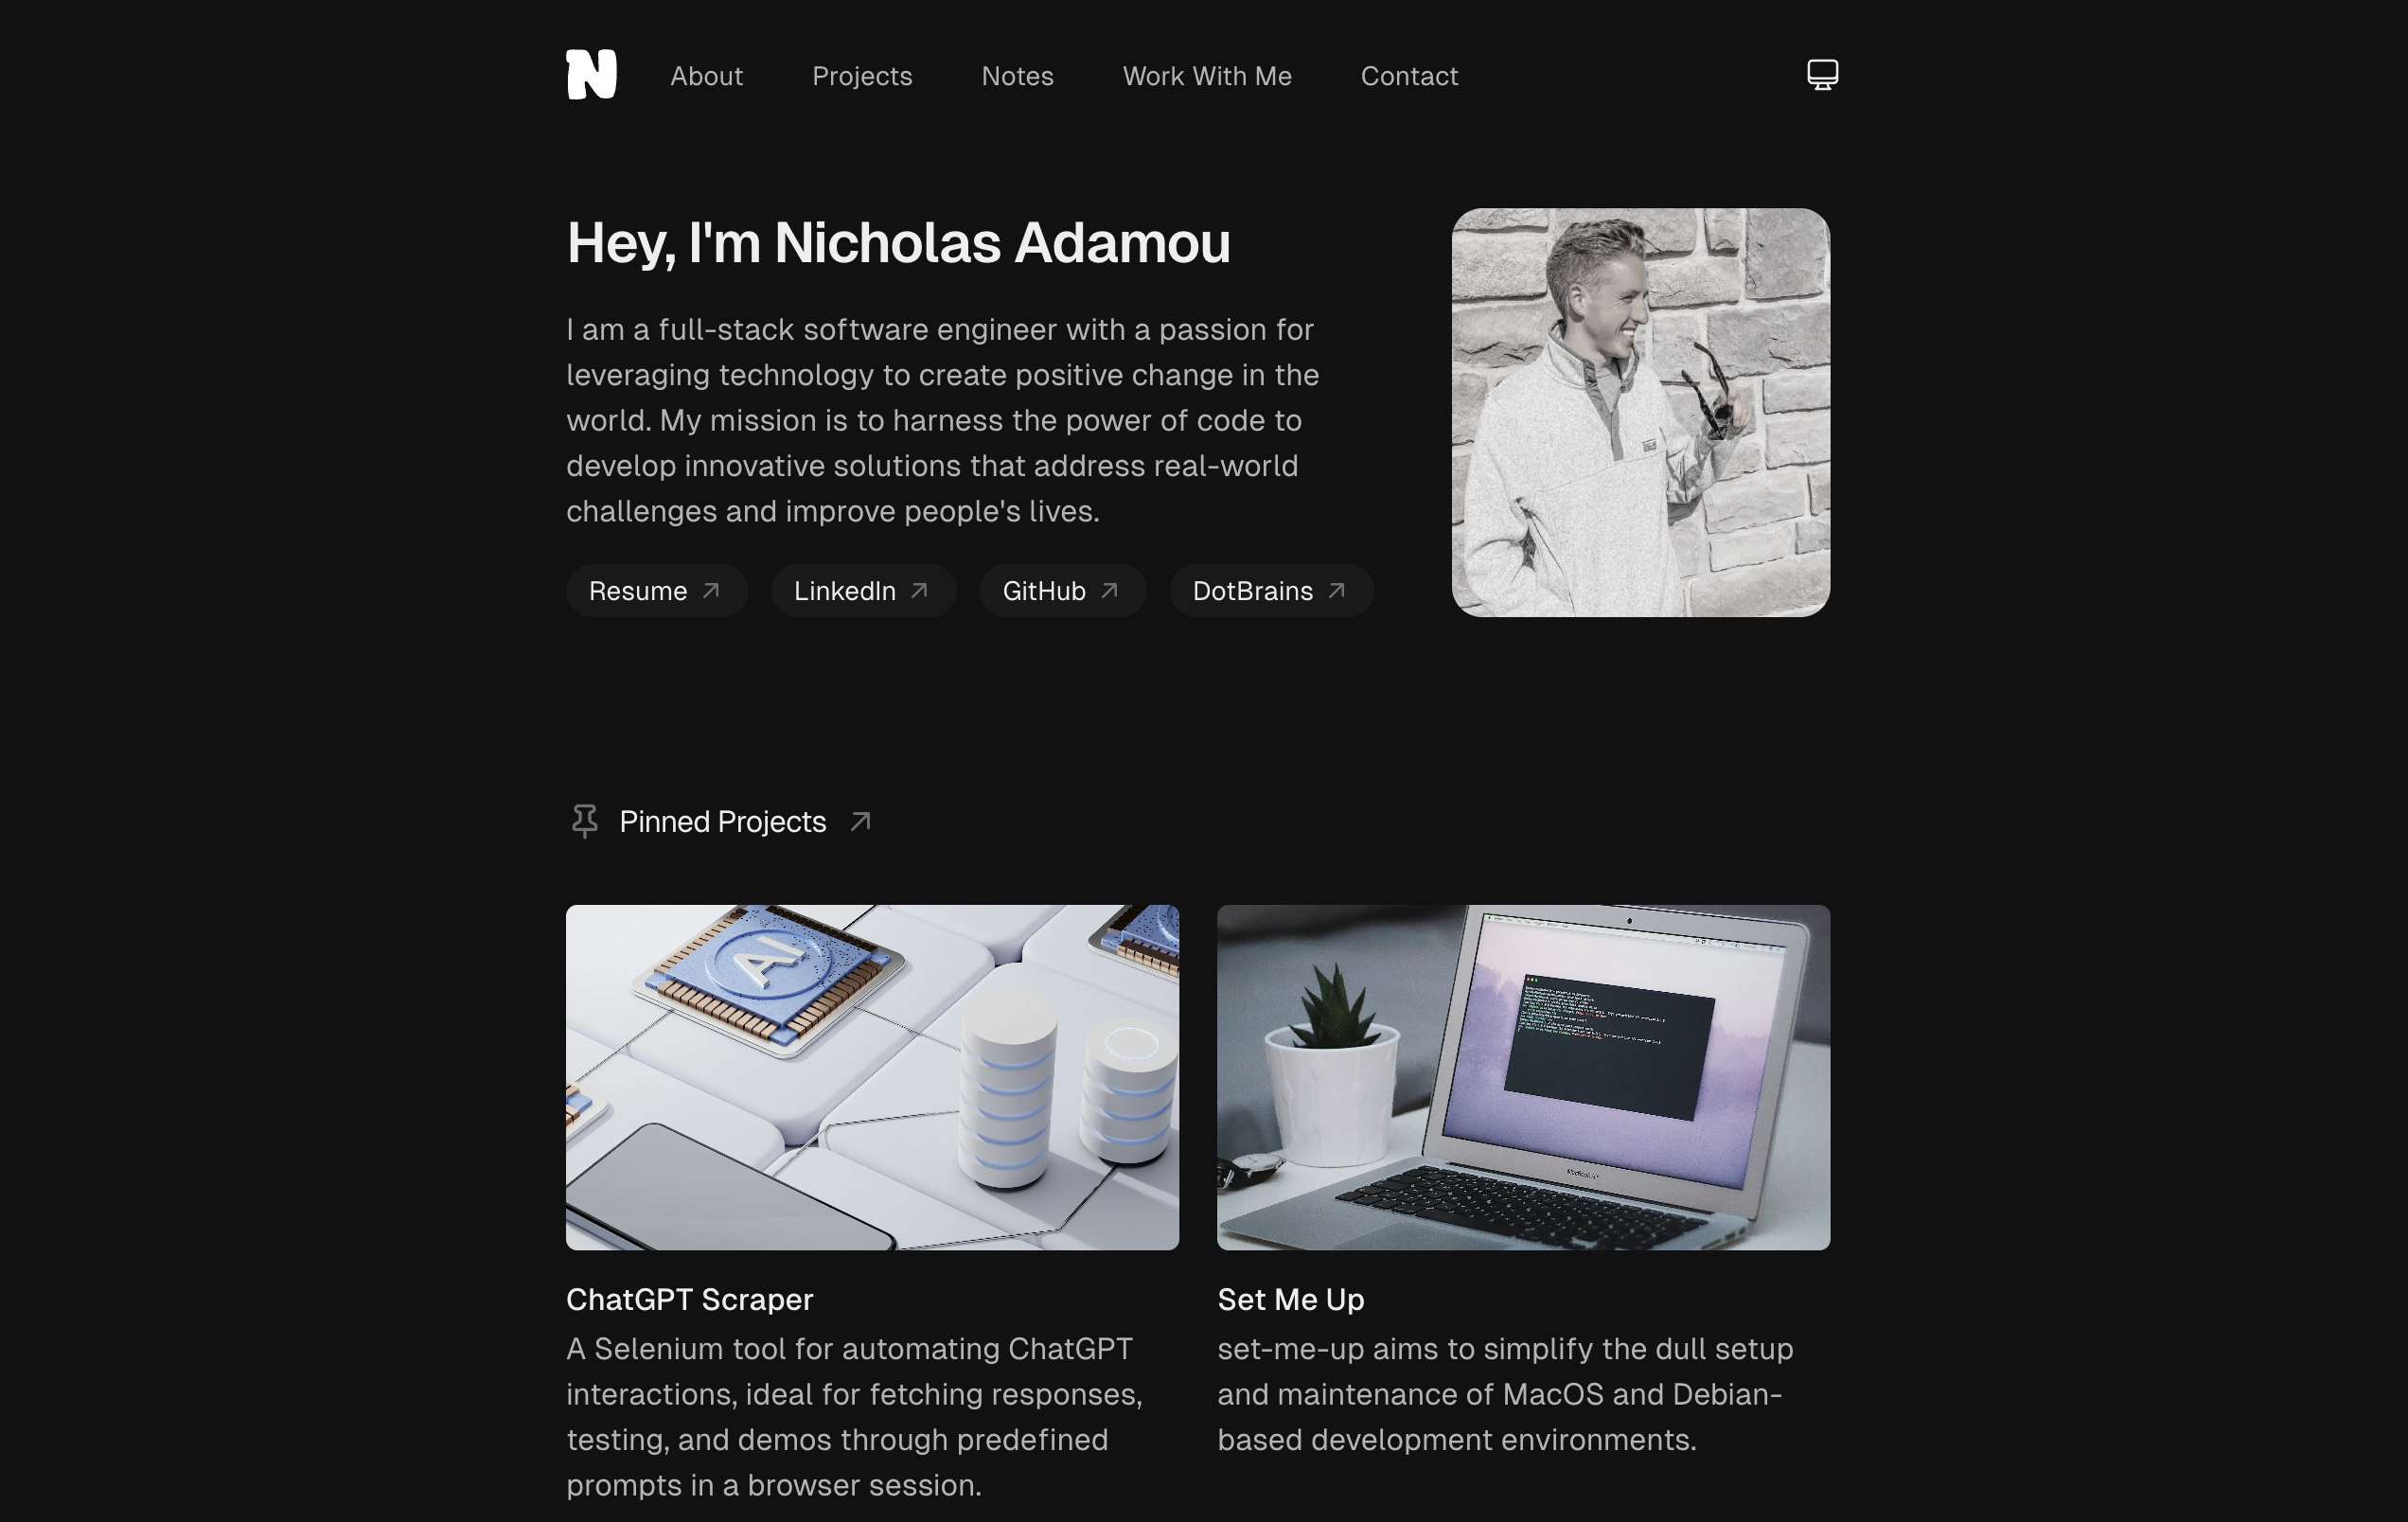 N
About
Projects
Notes
Work With Me
Contact
Hey, I'm Nicholas Adamou
I am a full-stack software engineer with a passion for
leveraging technology to create positive change in the
world. My mission is to harness the power of code to
develop innovative solutions that address real-world
challenges and improve people's lives.
Resume
LinkedIn
GitHub
DotBrains
Pinned Projects
AI
MacBook Air
ChatGPT Scraper
A Selenium tool for automating ChatGPT
interactions, ideal for fetching responses,
testing, and demos through predefined
prompts in a browser session.
Set Me Up
set-me-up aims to simplify the dull setup
and maintenance of MacOS and Debian-
based development environments.